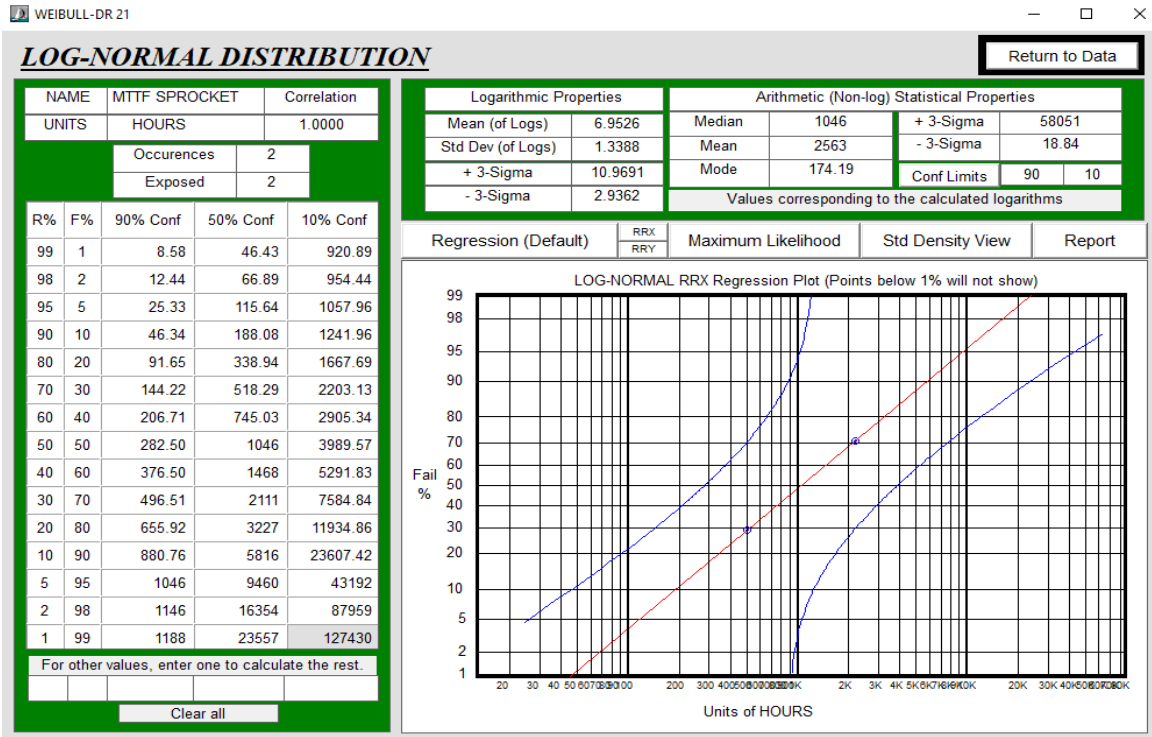 WEIBULL-DR 21
LOG-NORMAL DISTRIBUTION
Return to Data
NAME MTTF SPROCKET Correlation
UNITS HOURS 1.0000
Occurences 2
Exposed 2
R% F% 90% Conf 50% Conf 10% Conf
99 1 8.58 46.43 920.89
98 2 12.44 66.89 954.44
95 5 25.33 115.64 1057.96
90 10 46.34 188.08 1241.96
80 20 91.65 338.94 1667.69
70 30 144.22 518.29 2203.13
60 40 206.71 745.03 2905.34
50 50 282.50 1046 3989.57
40 60 376.50 1468 5291.83
30 70 496.51 2111 7584.84
20 80 655.92 3227 11934.86
10 90 880.76 5816 23607.42
5 95 1046 9460 43192
2 98 1146 16354 87959
1 99 1188 23557 127430
For other values, enter one to calculate the rest.
Clear all
Logarithmic Properties
Mean (of Logs) 6.9526
Std Dev (of Logs) 1.3388
+ 3-Sigma 10.9691
- 3-Sigma 2.9362
Arithmetic (Non-log) Statistical Properties
Median 1046 + 3-Sigma 58051
Mean 2563 - 3-Sigma 18.84
Mode 174.19 Conf Limits 90 10
Values corresponding to the calculated logarithms
Regression (Default) RRX RRY Maximum Likelihood Std Density View Report
LOG-NORMAL RRX Regression Plot (Points below 1% will not show)
99
98
95
90
80
70
60
Fail 50
% 40
30
20
10
5
2
1
20 30 40 50 200 300 2K 3K 4K 20K 30K
Units of HOURS